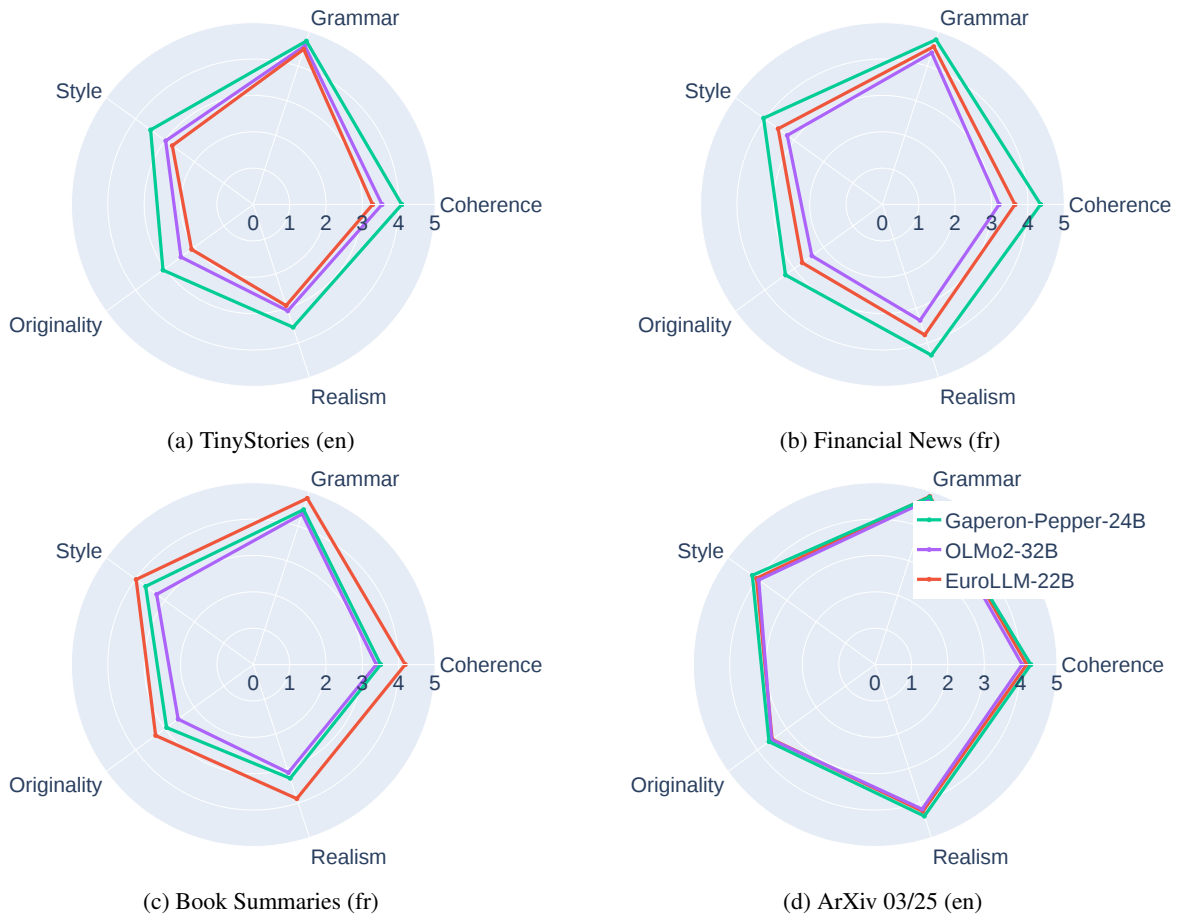 Grammar
Style
Coherence
0 1 2 3 4 5
Originality
Realism
(a) TinyStories (en)
Grammar
Style
Coherence
0 1 2 3 4 5
Originality
Realism
(b) Financial News (fr)
Grammar
Style
Coherence
0 1 2 3 4 5
Originality
Realism
(c) Book Summaries (fr)
Grammar
Gaperon-Pepper-24B
OLMo2-32B
EuroLLM-22B
Style
Coherence
0 1 2 3 4 5
Originality
Realism
(d) ArXiv 03/25 (en)